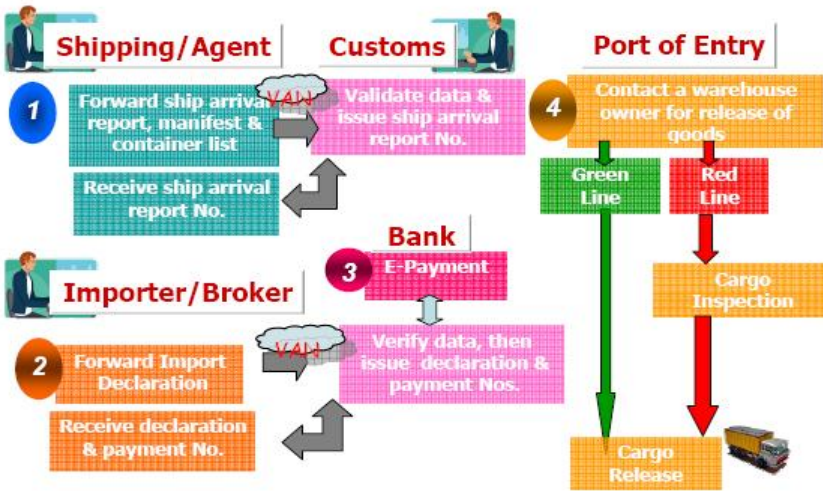 Shipping/Agent
Customs
Port of Entry
1
Forward ship arrival
report, manifest &
container list
VAN
Validate data &
issue ship arrival
report No.
Receive ship arrival
report No.
4
Contact a warehouse
owner for release of
goods
Green
Line
Red
Line
Cargo
Inspection
Cargo
Release
Bank
3
E-Payment
Importer/Broker
2
Forward Import
Declaration
VAN
Verify data, then
issue declaration &
payment Nos.
Receive declaration
& payment No.